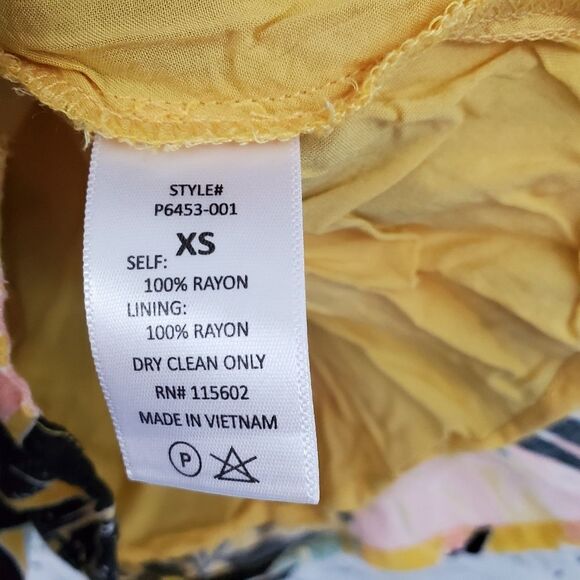 STYLE#
P6453-001
XS
SELF:
100% RAYON
LINING:
100% RAYON
DRY CLEAN ONLY
RN# 115602
MADE IN VIETNAM
P